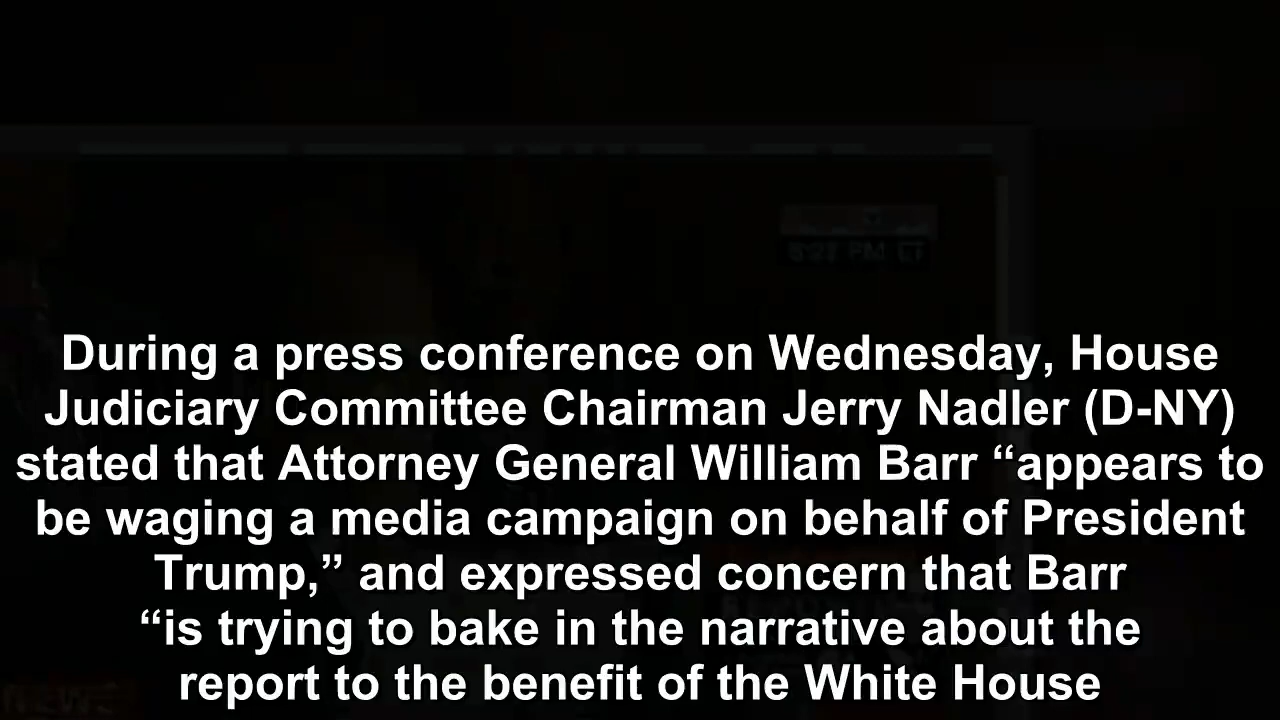 During a press conference on Wednesday, House
Judiciary Committee Chairman Jerry Nadler (D-NY)
stated that Attorney General William Barr “appears to
be waging a media campaign on behalf of President
Trump,” and expressed concern that Barr
“is trying to bake in the narrative about the
report to the benefit of the White House